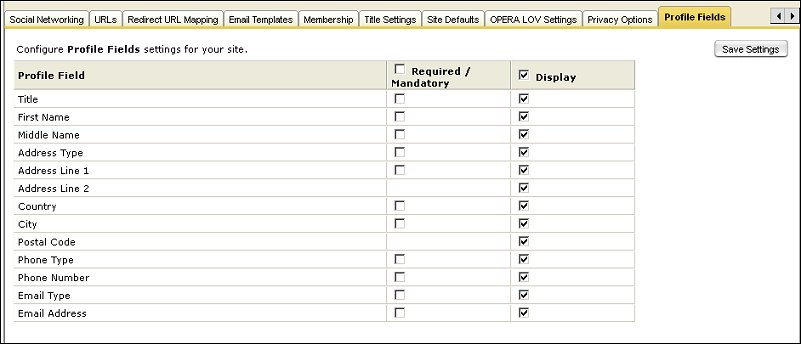 Social Networking URLs Redirect URL Mapping Email Templates Membership Title Settings Site Defaults OPERA LOV Settings Privacy Options Profile Fields
Configure Profile Fields settings for your site.
Save Settings
Profile Field Required / Mandatory Display
Title
First Name
Middle Name
Address Type
Address Line 1
Address Line 2
Country
City
Postal Code
Phone Type
Phone Number
Email Type
Email Address